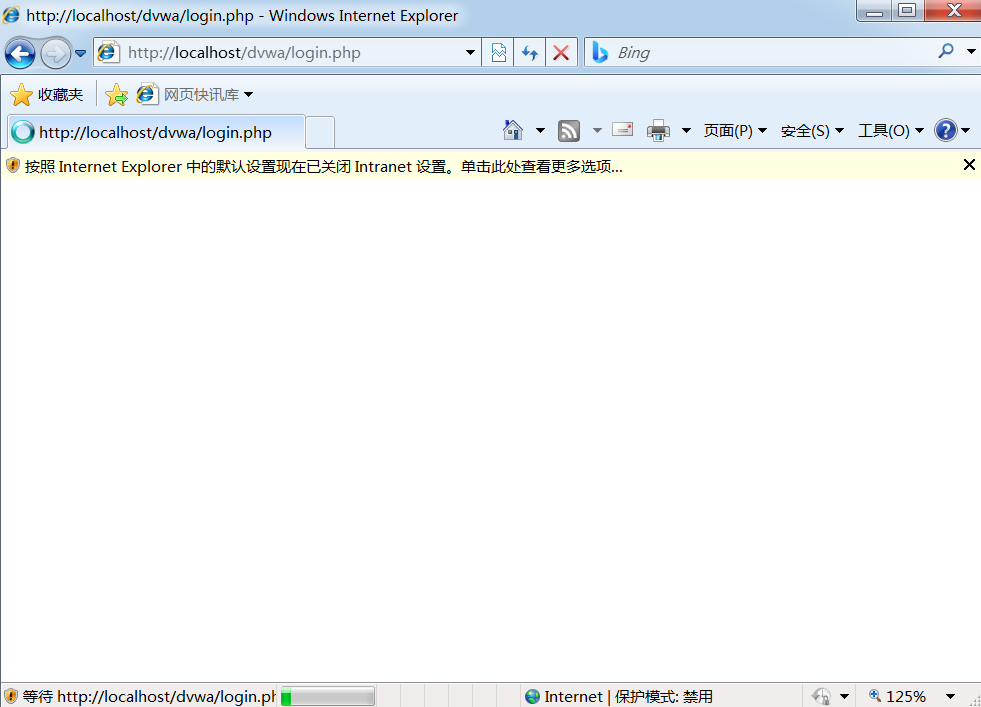 http://localhost/dvwa/login.php - Windows Internet Explorer
http://localhost/dvwa/login.php Bing
收藏夹 网页快讯库
http://localhost/dvwa/login.php 页面(P) 安全(S) 工具(O)
按照 Internet Explorer 中的默认设置现在已关闭 Intranet 设置。单击此处查看更多选项...
等待 http://localhost/dvwa/login.ph Internet | 保护模式: 禁用 125%